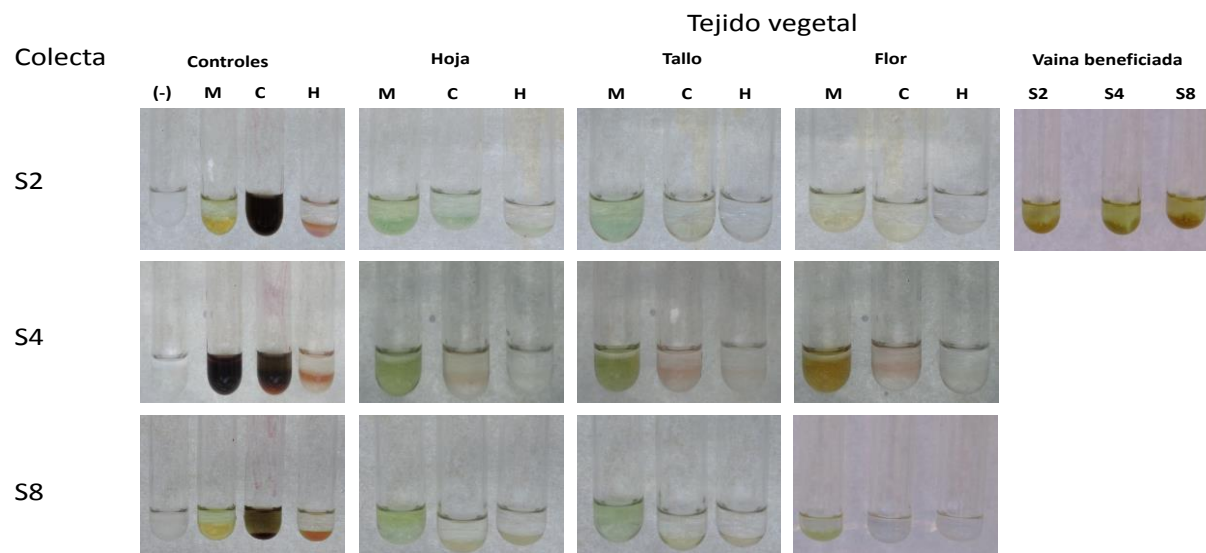 Tejido vegetal
Colecta
Controles Hoja Tallo Flor Vaina beneficiada
(-) M C H M C H M C H M C H S2 S4 S8
S2
S4
S8